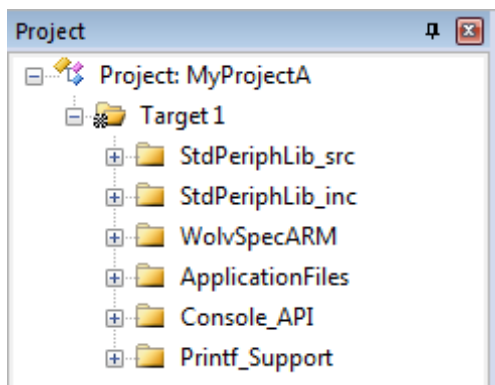 Project
Project: MyProjectA
Target 1
StdPeriphLib_src
StdPeriphLib_inc
WolvSpecARM
ApplicationFiles
Console_API
Printf_Support